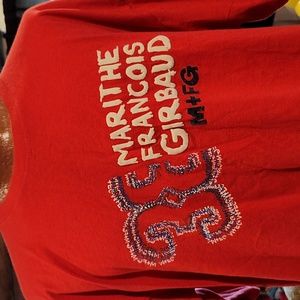 MARITHE
FRANCOIS
GIRBAUD
M+FG